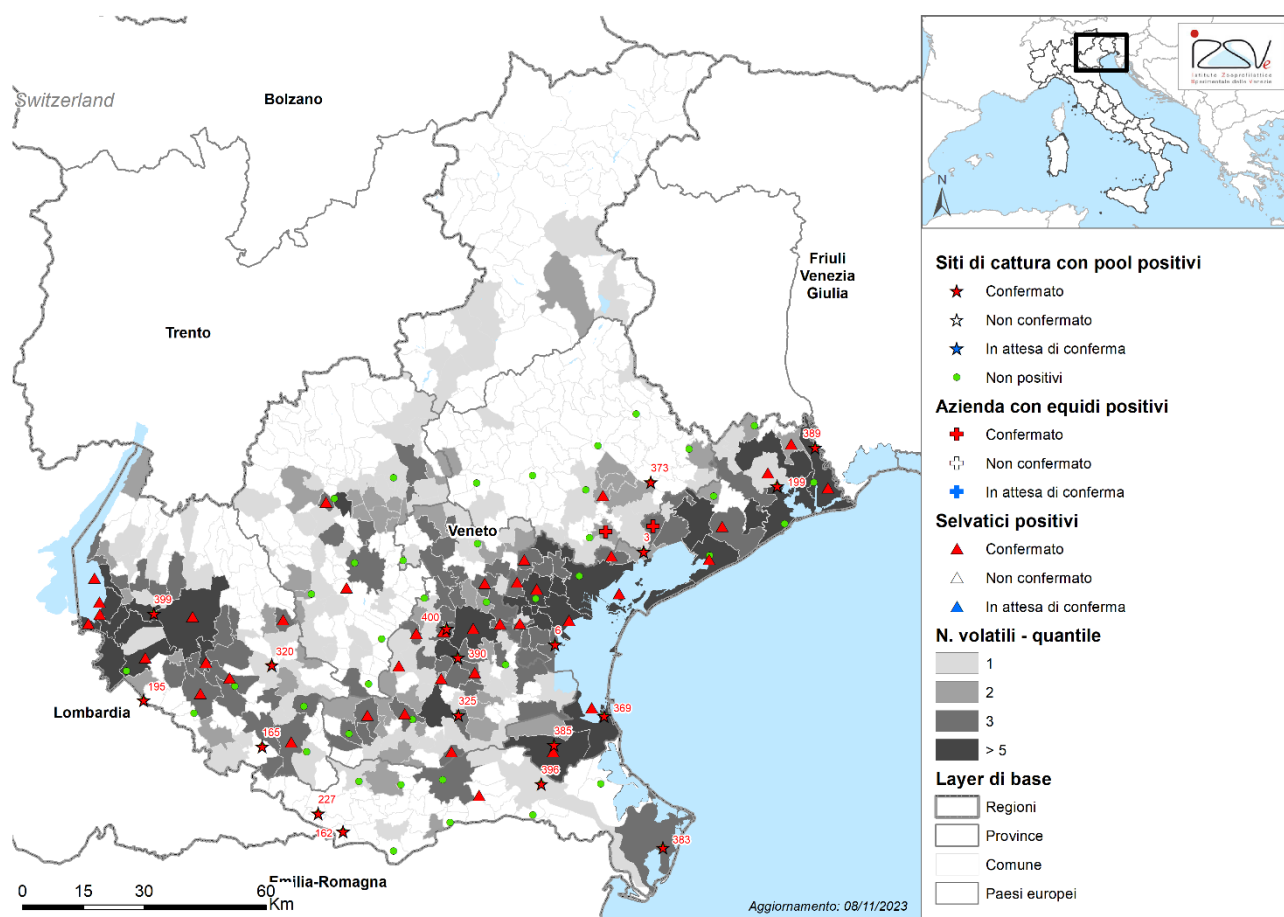 Switzerland
Bolzano
Trento
Friuli
Venezia
Giulia
Veneto
Lombardia
Emilia-Romagna
389
373
199
3
399
400
6
320
390
195
325
369
165
385
396
227
162
383
0 15 30 60
Km
Aggiornamento: 08/11/2023
N
IZSVe
Istituto Zooprofilattico
Sperimentale delle Venezie
Siti di cattura con pool positivi
Confermato
Non confermato
In attesa di conferma
Non positivi
Azienda con equidi positivi
Confermato
Non confermato
In attesa di conferma
Selvatici positivi
Confermato
Non confermato
In attesa di conferma
N. volatili - quantile
1
2
3
> 5
Layer di base
Regioni
Province
Comune
Paesi europei